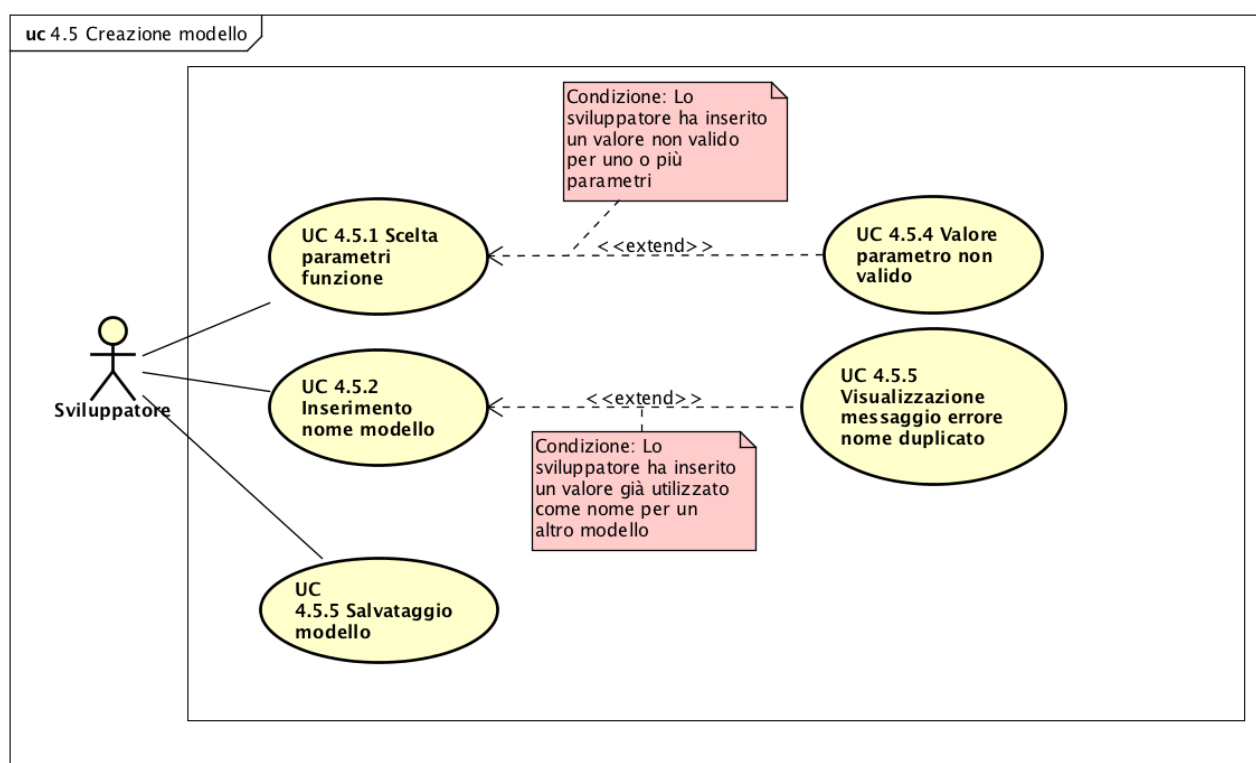 uc 4.5 Creazione modello
Condizione: Lo
sviluppatore ha inserito
un valore non valido
per uno o più
parametri
UC 4.5.1 Scelta
parametri
funzione
<<extend>>
UC 4.5.4 Valore
parametro non
valido
Sviluppatore
UC 4.5.2
Inserimento
nome modello
<<extend>>
UC 4.5.5
Visualizzazione
messaggio errore
nome duplicato
Condizione: Lo
sviluppatore ha inserito
un valore già utilizzato
come nome per un
altro modello
UC
4.5.5 Salvataggio
modello